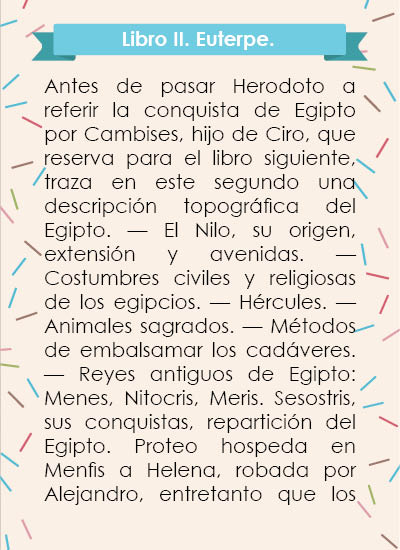 Libro II. Euterpe.
Antes de pasar Herodoto a
referir la conquista de Egipto
por Cambises, hijo de Ciro, que
reserva para el libro siguiente,
traza en este segundo una
descripción topográfica del
Egipto. — El Nilo, su origen,
extensión y avenidas. —
Costumbres civiles y religiosas
de los egipcios. — Hércules. —
Animales sagrados. — Métodos
de embalsamar los cadáveres.
— Reyes antiguos de Egipto:
Menes, Nitocris, Meris. Sesostris,
sus conquistas, repartición del
Egipto. Proteo hospeda en
Menfis a Helena, robada por
Alejandro, entretanto que los